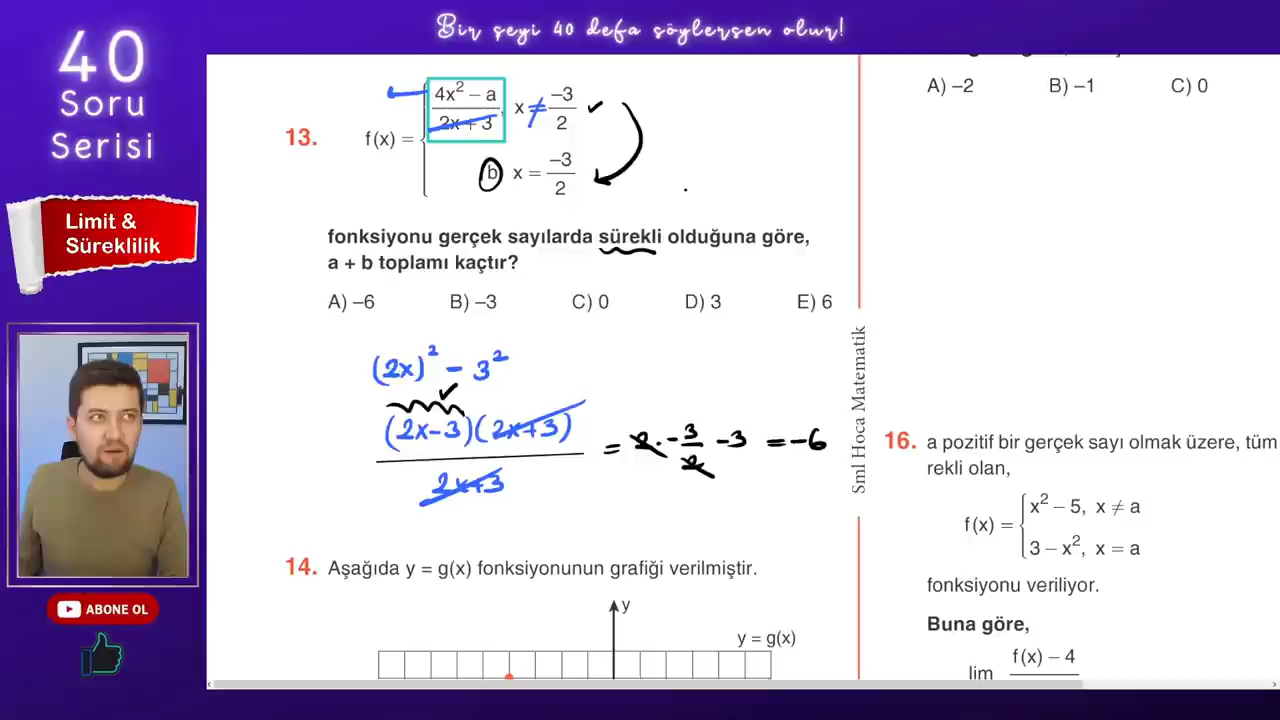 Bir şeyi 40 defa söylersen olur!
40
Soru
Serisi
Limit &
Süreklilik
ABONE OL
13.
f(x) = { 4x² − a / 2x + 3, x ≠ −3/2
b x = −3/2
fonksiyonu gerçek sayılarda sürekli olduğuna göre,
a + b toplamı kaçtır?
A) −6 B) −3 C) 0 D) 3 E) 6
(2x)² − 3²
(2x−3)(2x+3) / 2x+3 = 2 · −3/2 −3 = −6
14. Aşağıda y = g(x) fonksiyonunun grafiği verilmiştir.
y
y = g(x)
Sml Hoca Matematik
A) −2 B) −1 C) 0
16. a pozitif bir gerçek sayı olmak üzere, tüm
rekli olan,
f(x) = { x² − 5, x ≠ a
3 − x², x = a
fonksiyonu veriliyor.
Buna göre,
lim f(x) − 4